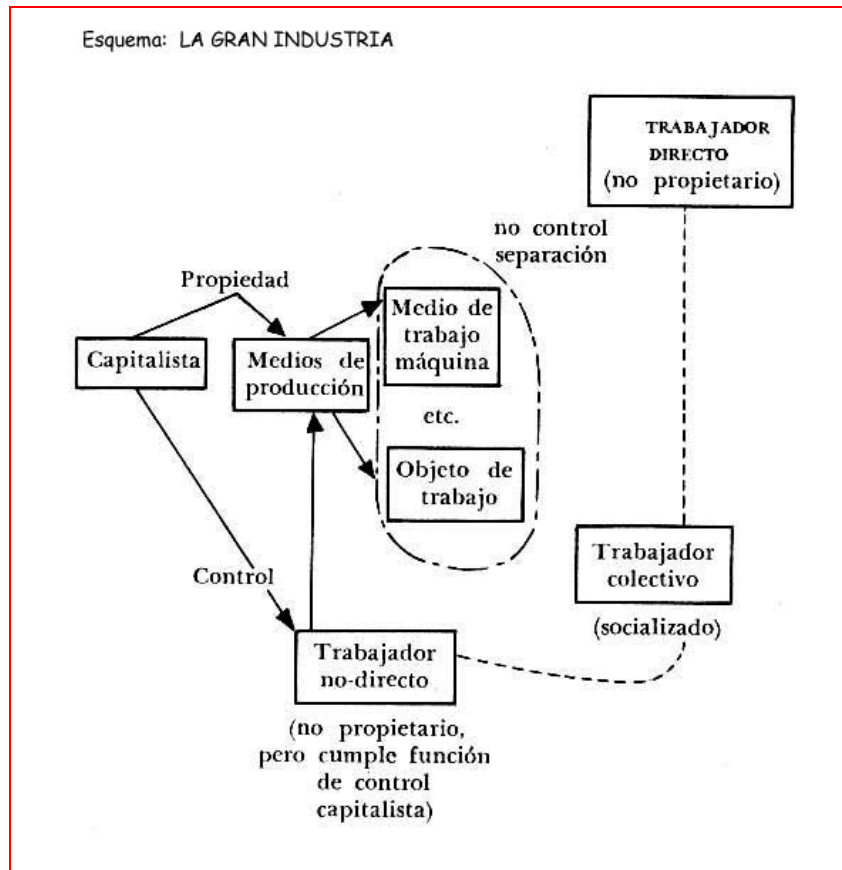 Esquema: LA GRAN INDUSTRIA
TRABAJADOR
DIRECTO
(no propietario)
no control
separación
Propiedad
Medio de
trabajo
máquina
Capitalista
Medios de
producción
etc.
Objeto de
trabajo
Trabajador
colectivo
Control
(socializado)
Trabajador
no-directo
(no propietario,
pero cumple función
de control
capitalista)